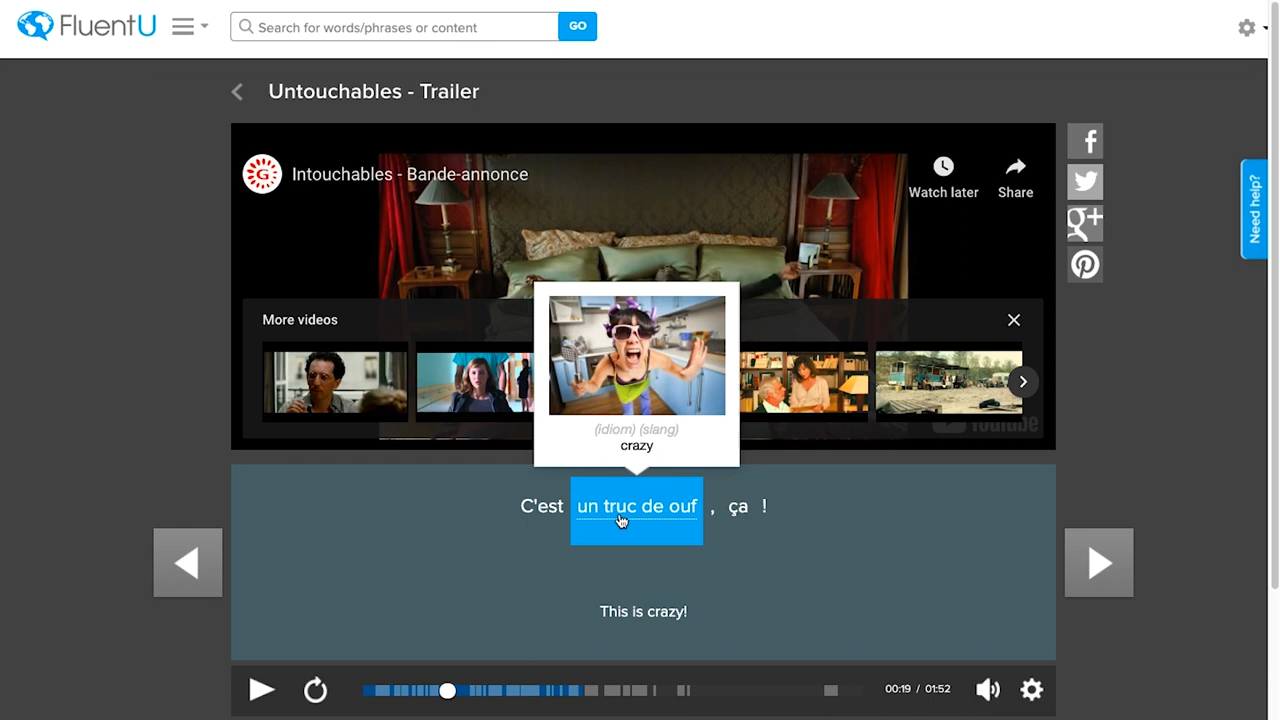 FluentU
Search for words/phrases or content
GO
Untouchables - Trailer
G
Intouchables - Bande-annonce
Watch later
Share
f
g+
Need help?
More videos
YouTube
(idiom) (slang)
crazy
C'est un truc de ouf , ça !
This is crazy!
00:19 / 01:52